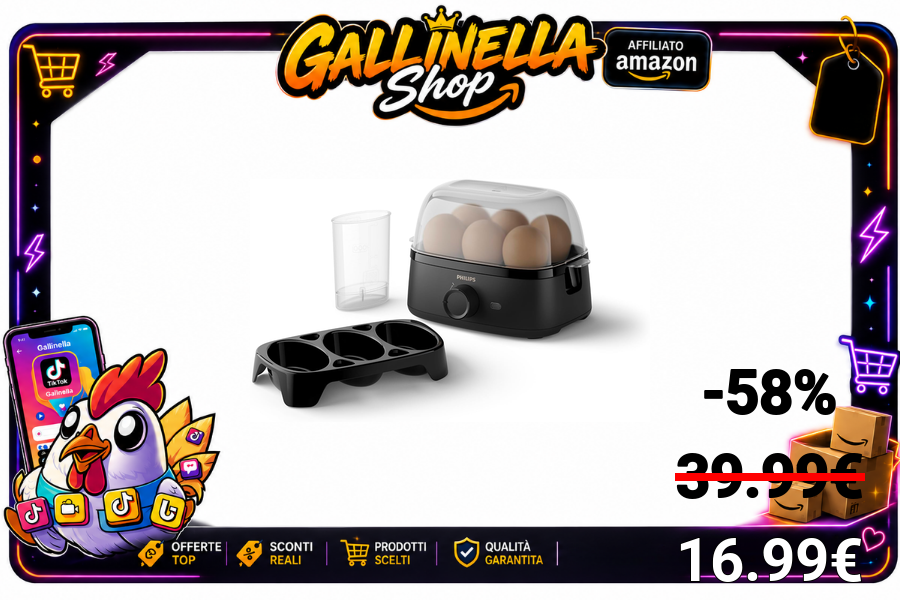 GALLINELLA
Shop
AFFILIATO
amazon
PHILIPS
Gallinella
TikTok
Gallinella
-58%
39.99€
16.99€
OFFERTE
TOP
SCONTI
REALI
PRODOTTI
SCELTI
QUALITÀ
GARANTITA